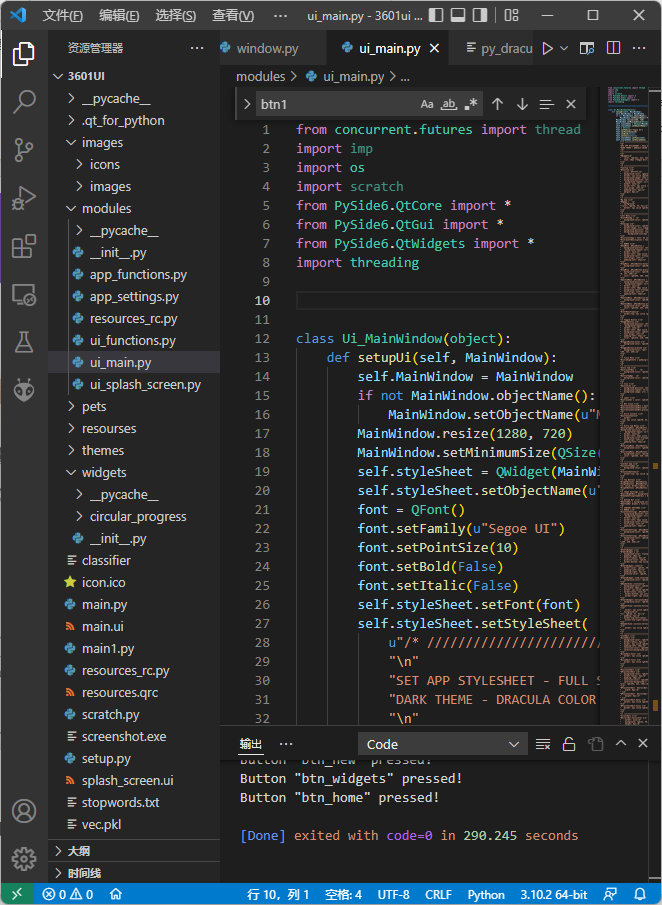 文件(F) 编辑(E) 选择(S) 查看(V) ··· ui_main.py - 3601ui ...
资源管理器 ···
3601UI
__pycache__
.qt_for_python
images
icons
images
modules
__pycache__
__init__.py
app_functions.py
app_settings.py
resources_rc.py
ui_functions.py
ui_main.py
ui_splash_screen.py
pets
resourses
themes
widgets
__pycache__
circular_progress
__init__.py
classifier
icon.ico
main.py
main.ui
main1.py
resources_rc.py
resources.qrc
scratch.py
screenshot.exe
setup.py
splash_screen.ui
stopwords.txt
vec.pkl
大纲
时间线
window.py ui_main.py py_dracu
modules > ui_main.py > ...
btn1 Aa ab .*
1 from concurrent.futures import thread
2 import imp
3 import os
4 import scratch
5 from PySide6.QtCore import *
6 from PySide6.QtGui import *
7 from PySide6.QtWidgets import *
8 import threading
9
10
11
12 class Ui_MainWindow(object):
13 def setupUi(self, MainWindow):
14 self.MainWindow = MainWindow
15 if not MainWindow.objectName():
16 MainWindow.setObjectName(u"M
17 MainWindow.resize(1280, 720)
18 MainWindow.setMinimumSize(QSize(
19 self.styleSheet = QWidget(MainWi
20 self.styleSheet.setObjectName(u"
21 font = QFont()
22 font.setFamily(u"Segoe UI")
23 font.setPointSize(10)
24 font.setBold(False)
25 font.setItalic(False)
26 self.styleSheet.setFont(font)
27 self.styleSheet.setStyleSheet(
28 u"/* ///////////////////////
29 "\n"
30 "SET APP STYLESHEET - FULL S
31 "DARK THEME - DRACULA COLOR
32 "\n"
输出 ··· Code
Button "btn_new" pressed!
Button "btn_widgets" pressed!
Button "btn_home" pressed!
[Done] exited with code=0 in 290.245 seconds
0 0 行 10，列 1 空格: 4 UTF-8 CRLF Python 3.10.2 64-bit